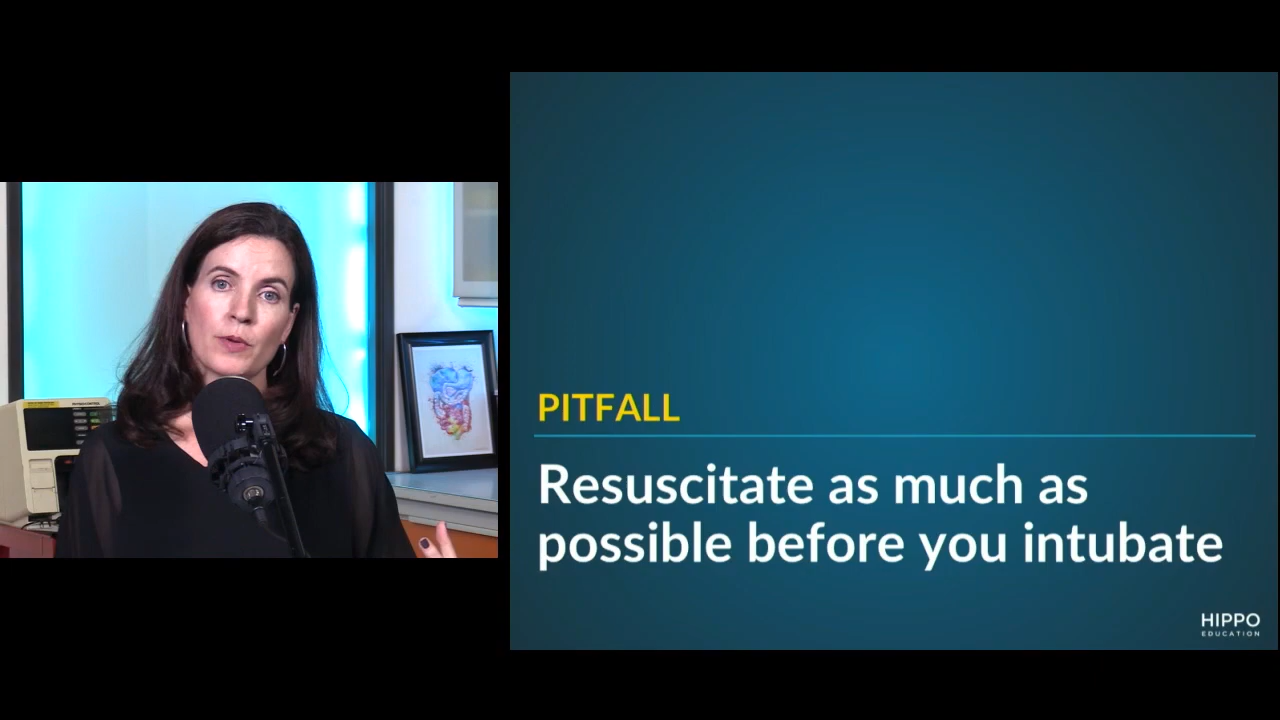 PITFALL
Resuscitate as much as
possible before you intubate
HIPPO
EDUCATION